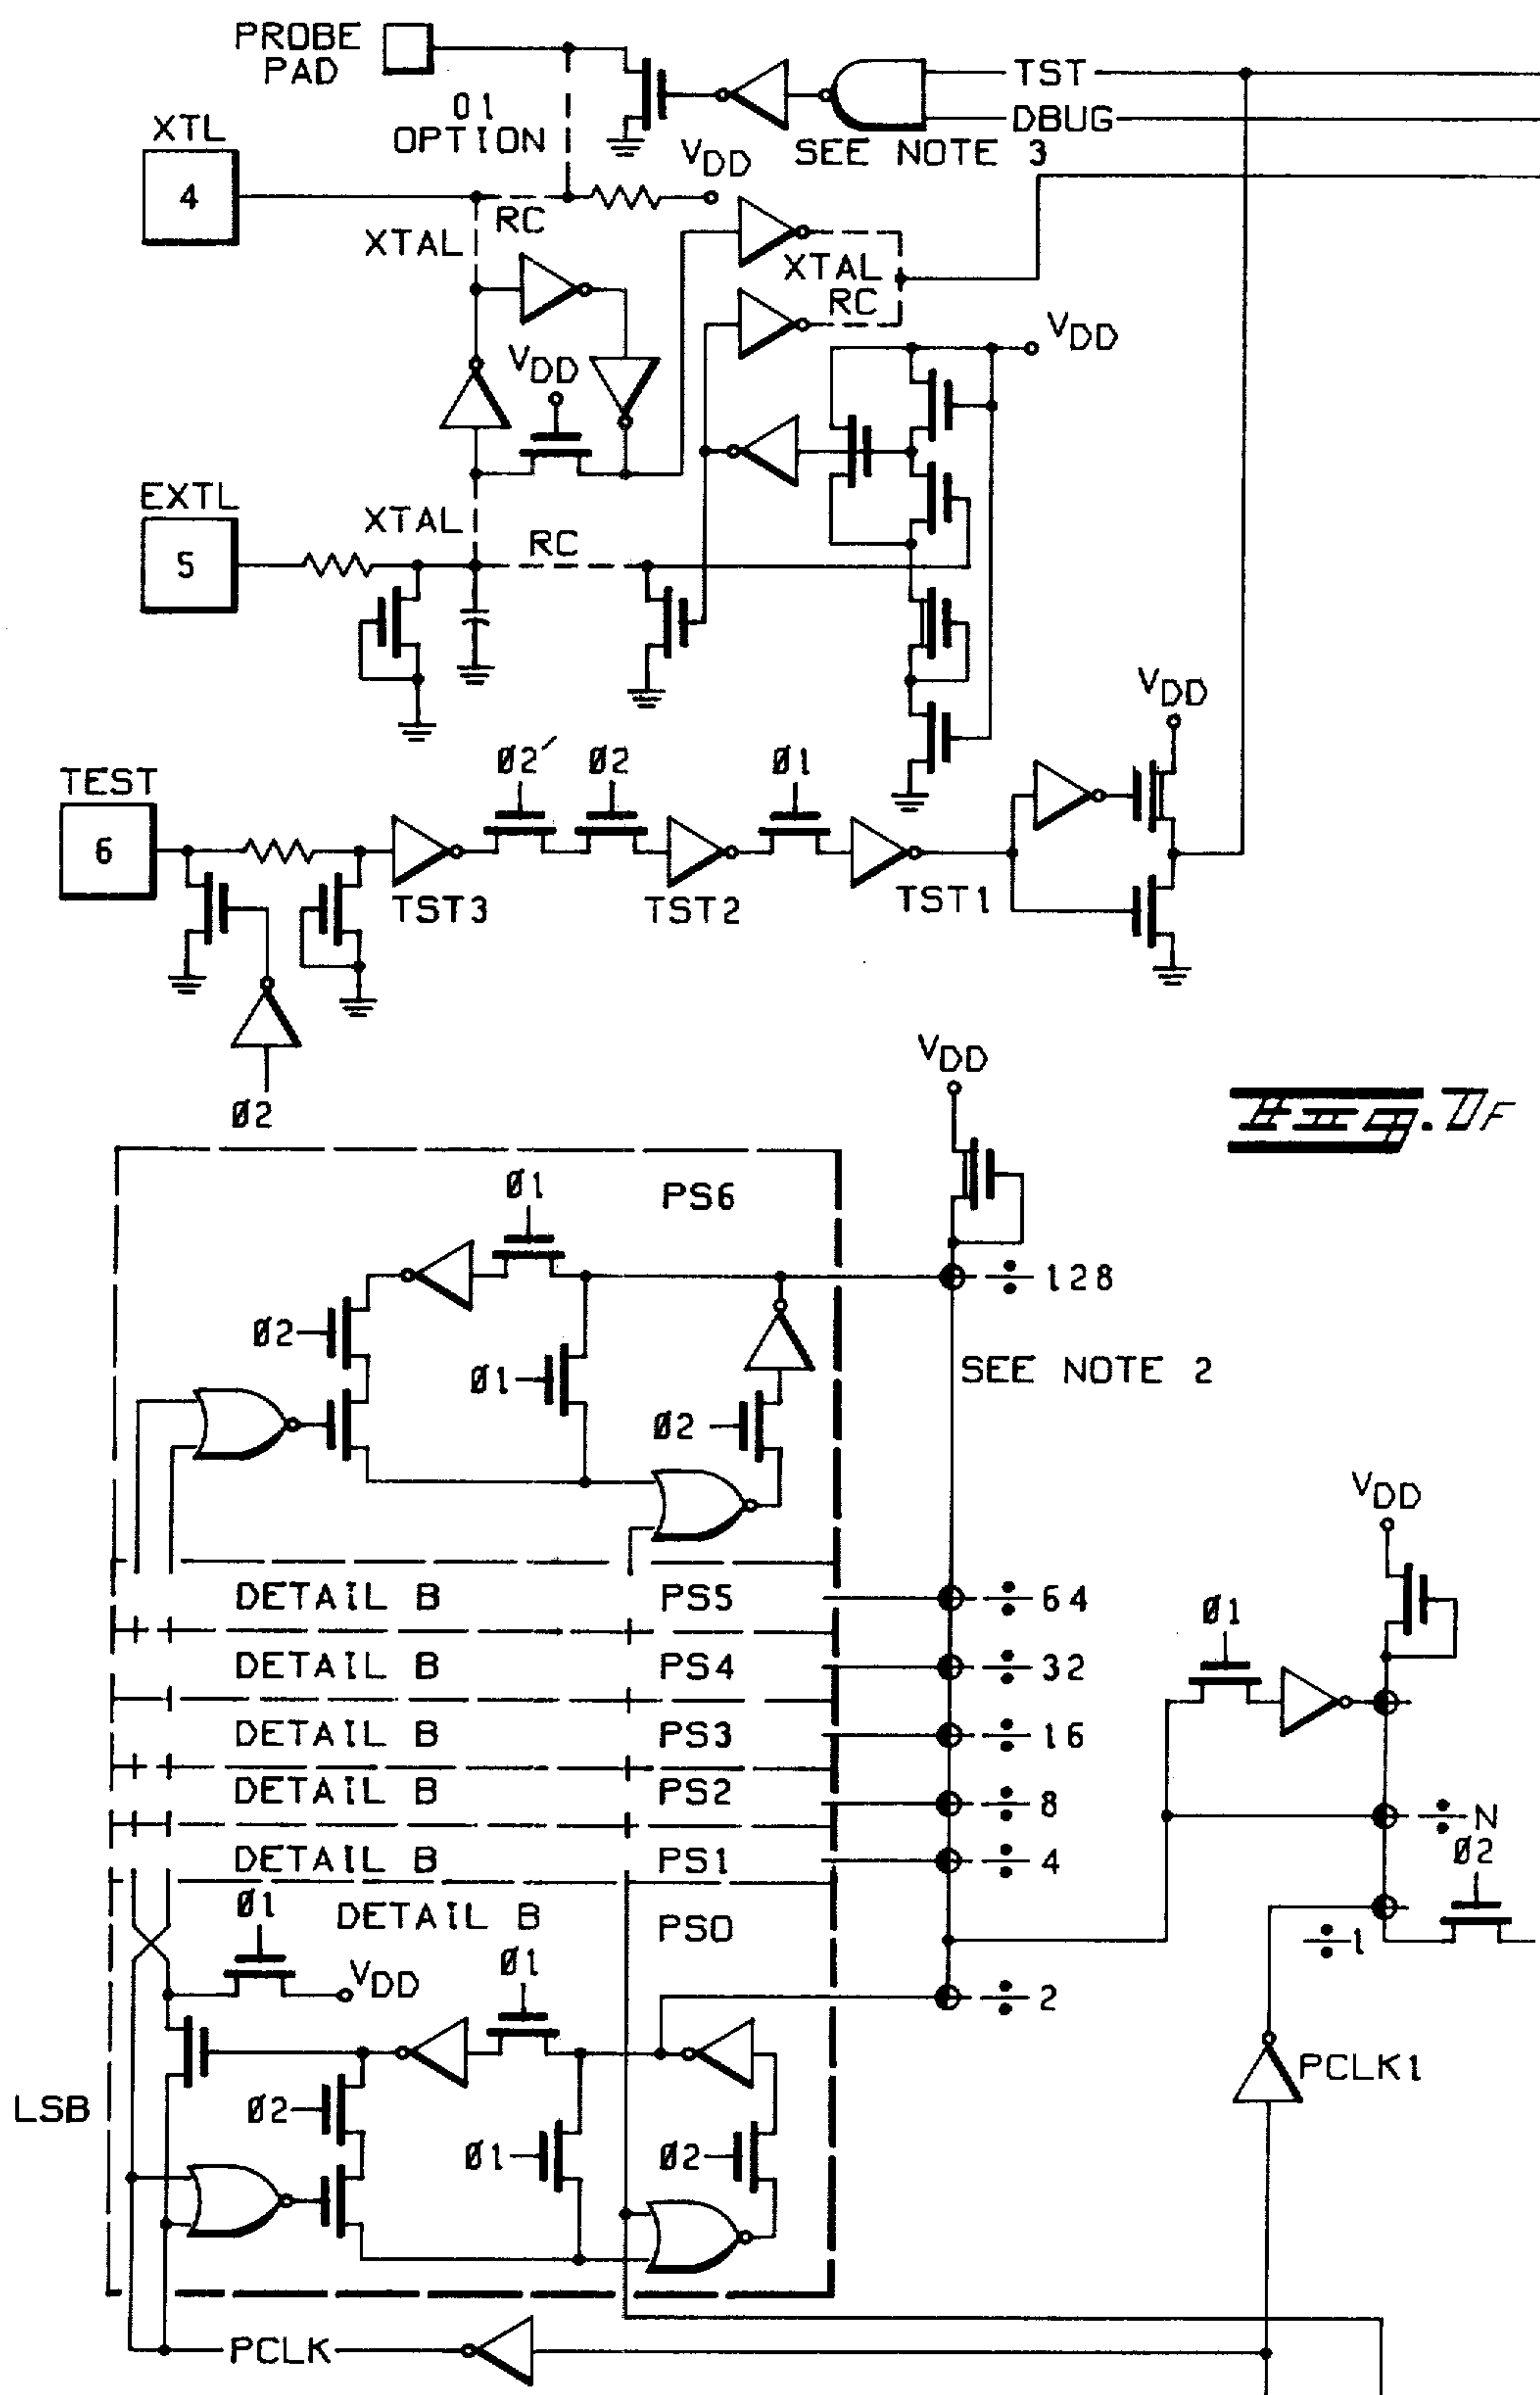 PROBE
PAD
01
OPTION
TST
DBUG
SEE NOTE 3
XTL
4
VDD
RC
XTAL
XTAL
RC
VDD
VDD
EXTL
5
XTAL
RC
VDD
TEST
6
Ø2′
Ø2
Ø1
TST3
TST2
TST1
Ø2
VDD
Fig. 7F
PS6
Ø1
÷ 128
Ø2
Ø1
Ø2
SEE NOTE 2
VDD
DETAIL B PS5 ÷ 64
Ø1
DETAIL B PS4 ÷ 32
DETAIL B PS3 ÷ 16
DETAIL B PS2 ÷ 8
÷ N
Ø2
DETAIL B PS1 ÷ 4
Ø1
DETAIL B PS0
÷ 1
VDD
Ø1
÷ 2
PCLK1
LSB
Ø2
Ø1
Ø2
PCLK